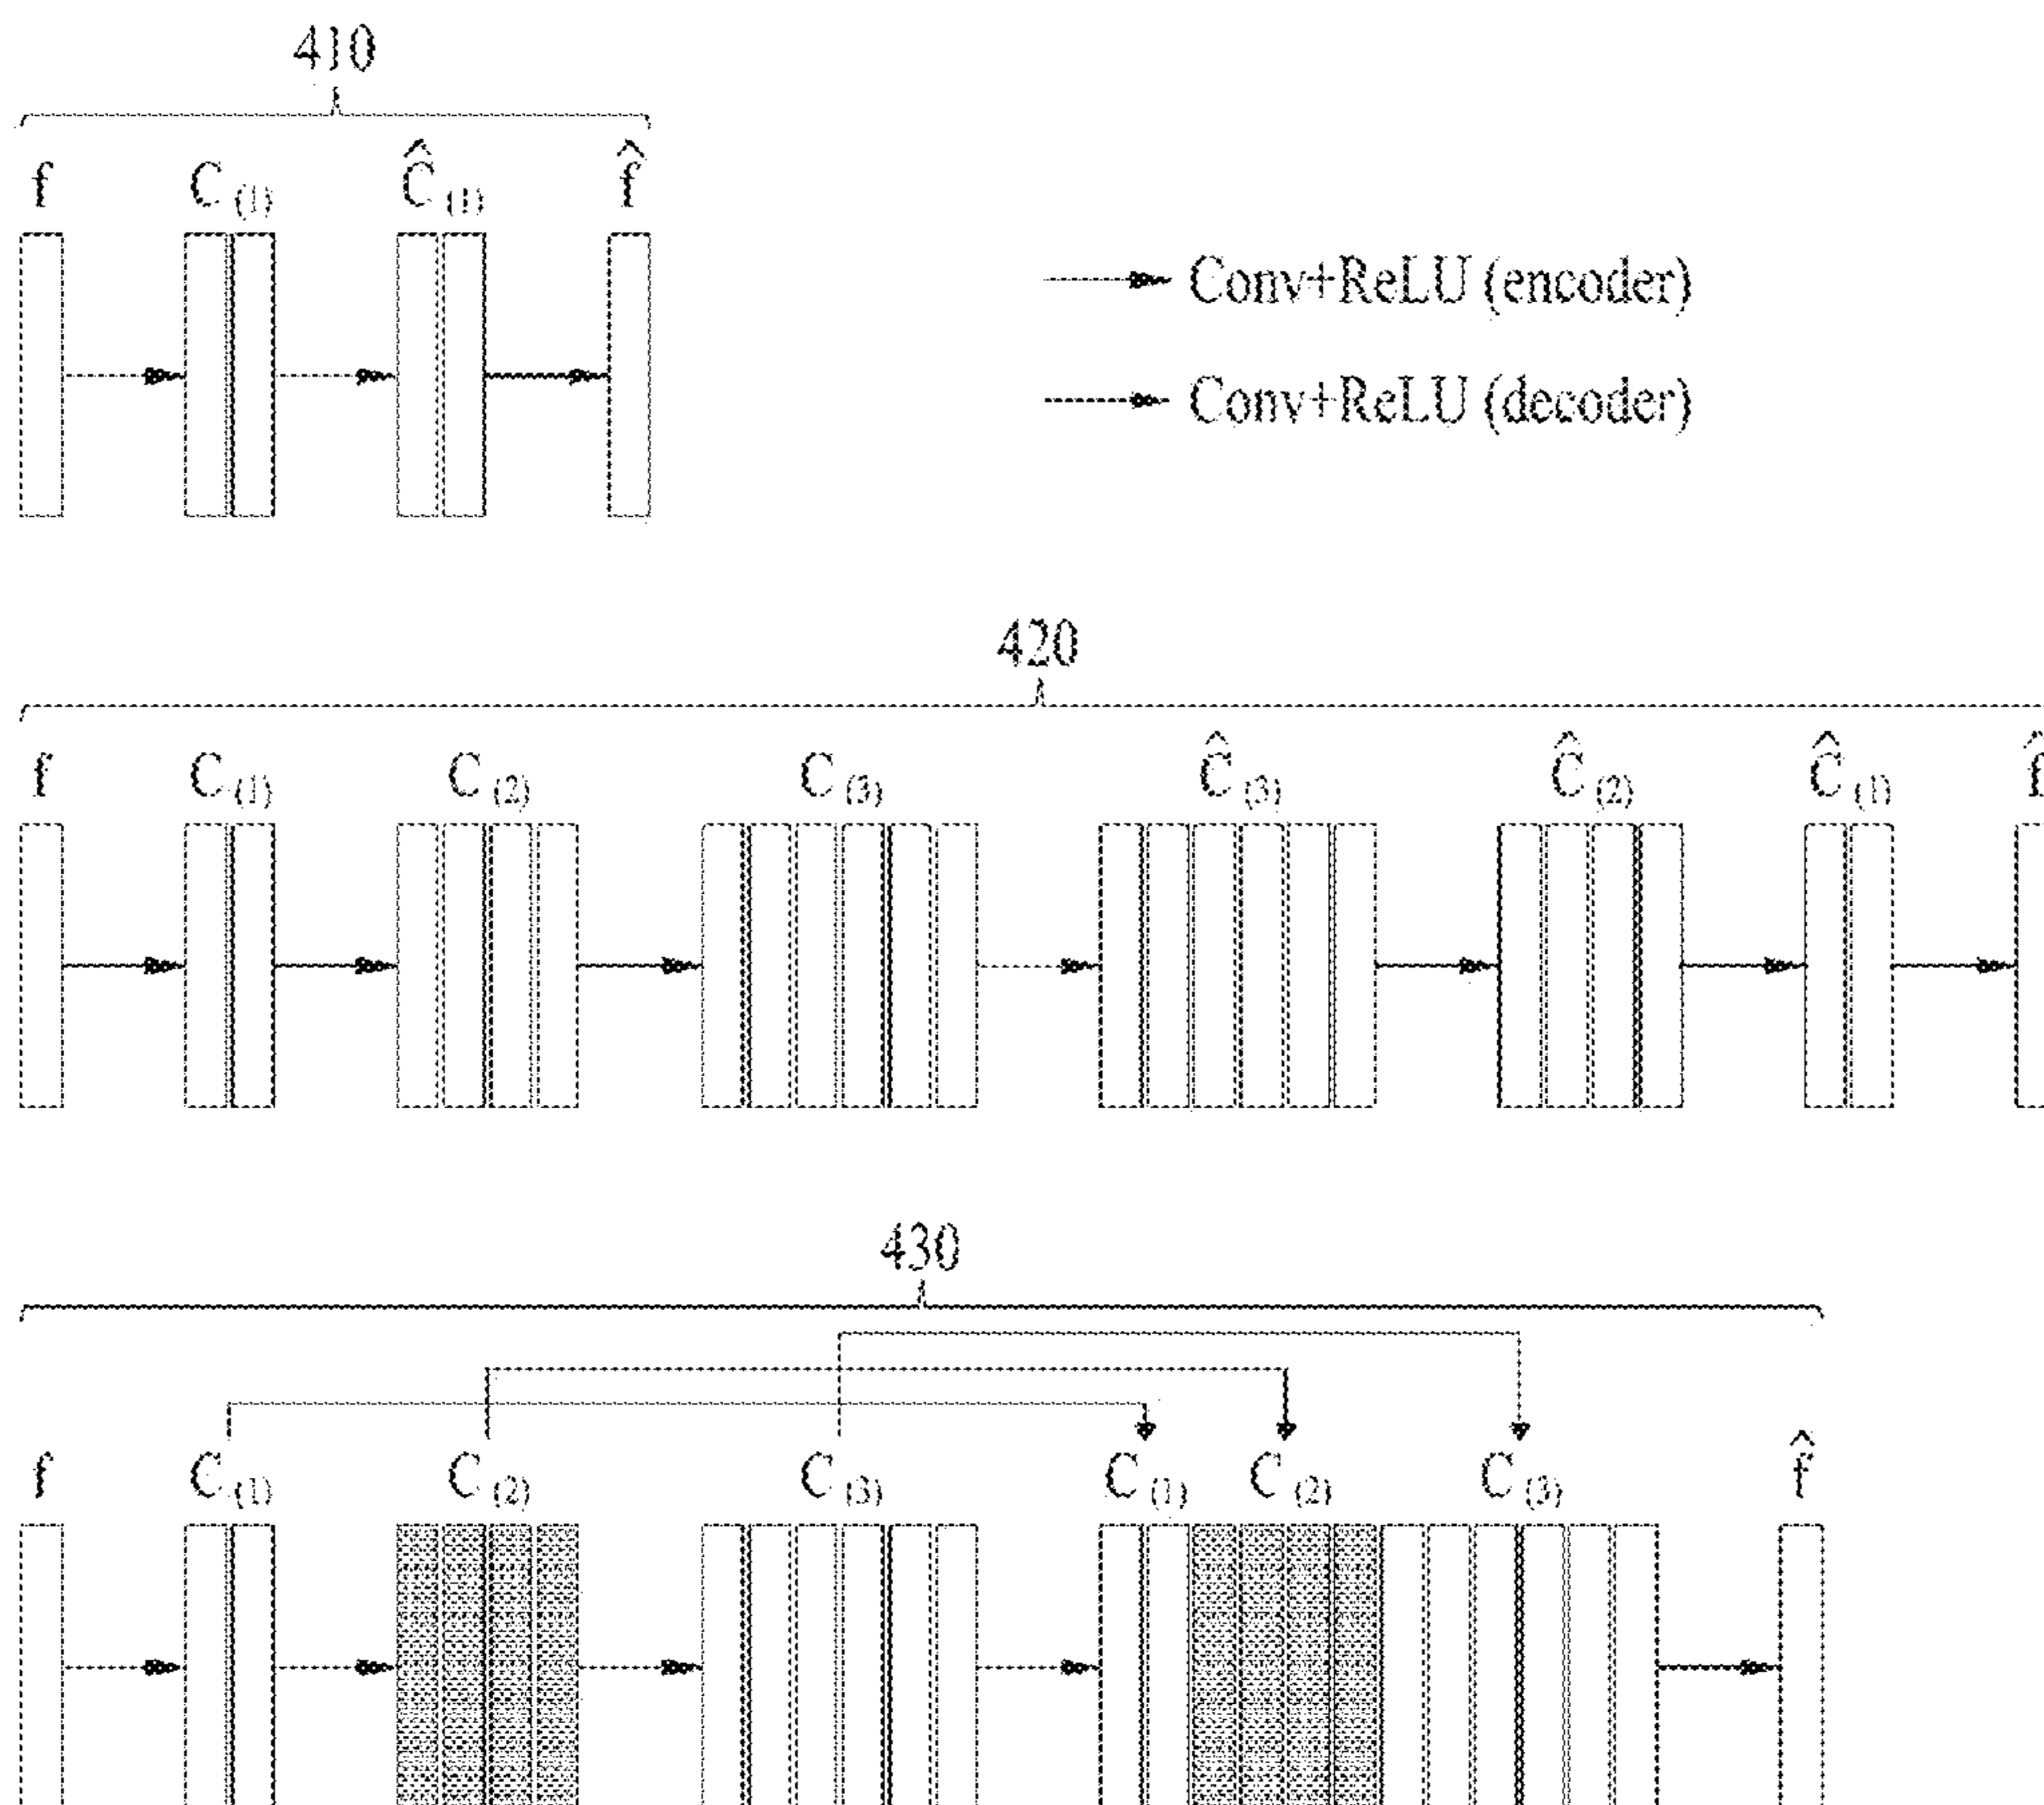 410
f C(1) Ĉ(1) f̂
Conv+ReLU (encoder)
Conv+ReLU (decoder)
420
f C(1) C(2) C(3) Ĉ(3) Ĉ(2) Ĉ(1) f̂
430
f C(1) C(2) C(3) C(1) C(2) C(3) f̂